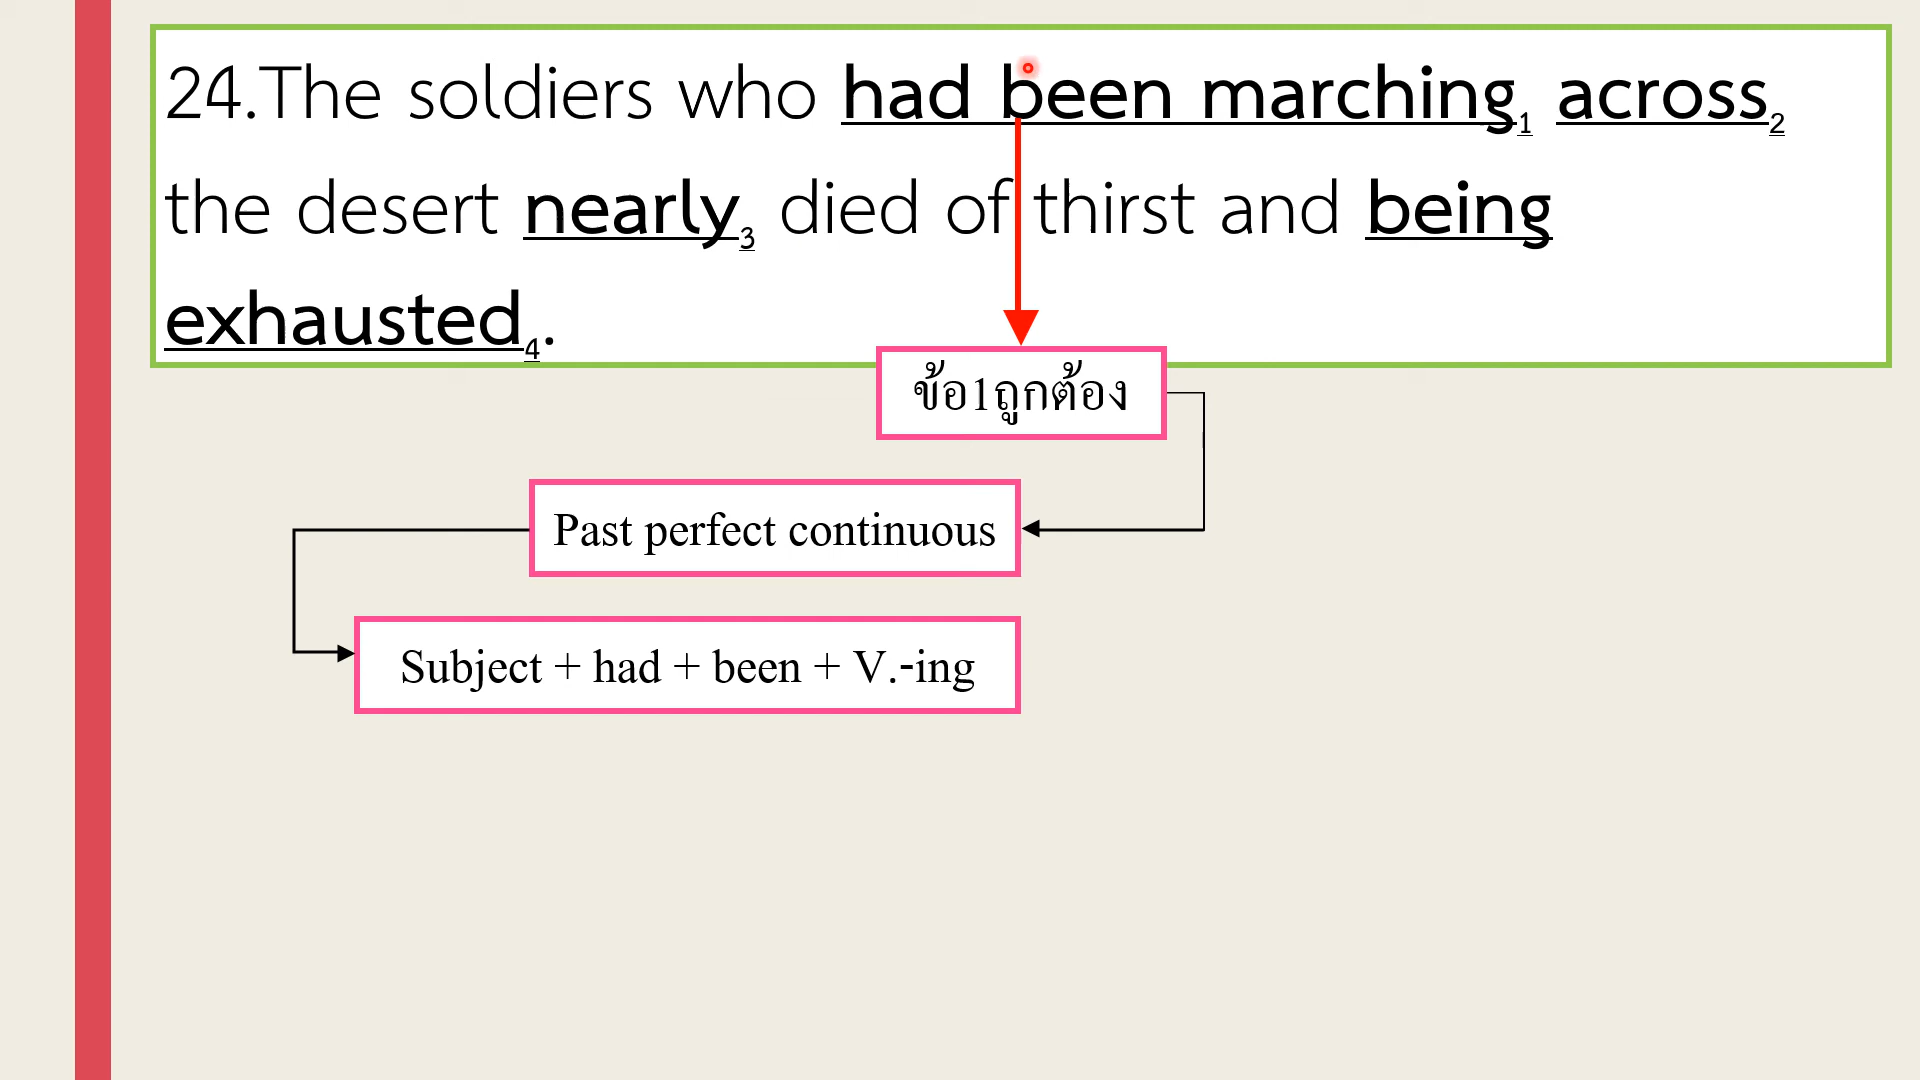 24.The soldiers who had been marching1 across2
the desert nearly3 died of thirst and being
exhausted4.
ข้อ1ถูกต้อง
Past perfect continuous
Subject + had + been + V.-ing